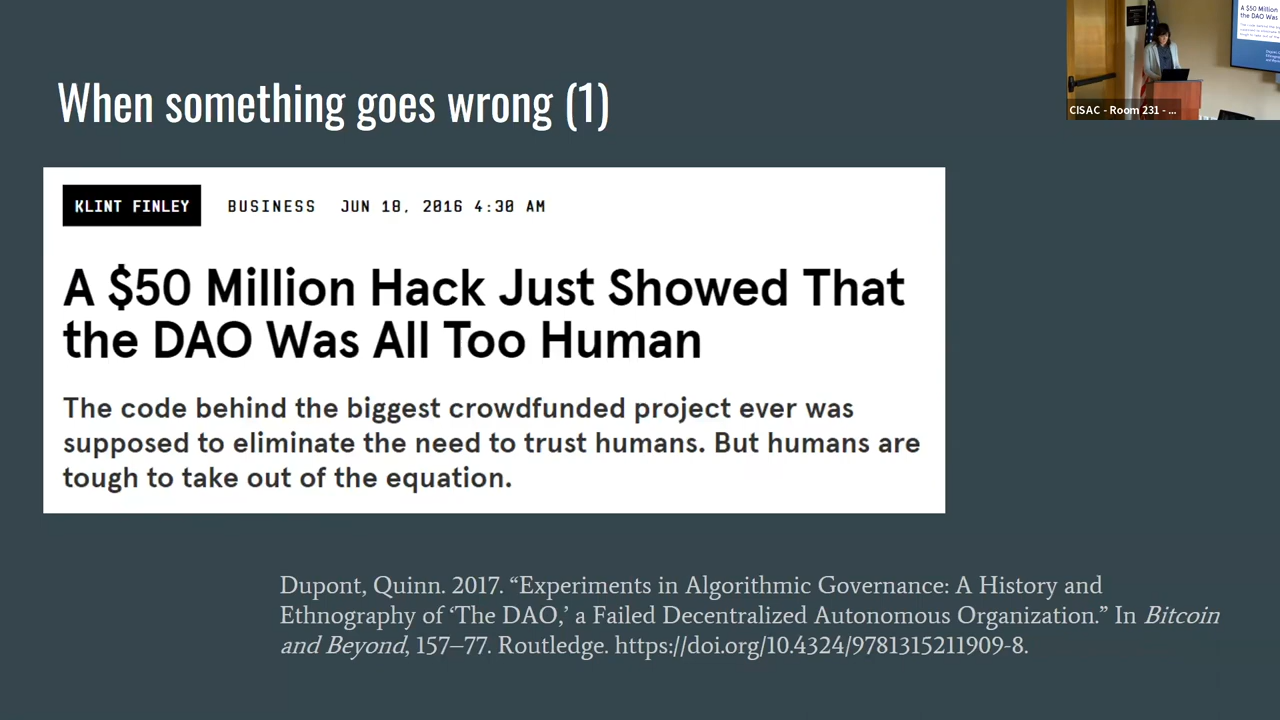 When something goes wrong (1)
KLINT FINLEY BUSINESS JUN 18, 2016 4:30 AM
A $50 Million Hack Just Showed That
the DAO Was All Too Human
The code behind the biggest crowdfunded project ever was
supposed to eliminate the need to trust humans. But humans are
tough to take out of the equation.
Dupont, Quinn. 2017. “Experiments in Algorithmic Governance: A History and
Ethnography of ‘The DAO,’ a Failed Decentralized Autonomous Organization.” In Bitcoin
and Beyond, 157–77. Routledge. https://doi.org/10.4324/9781315211909-8.
A $50 Million
the DAO Was
CISAC - Room 231 - ...